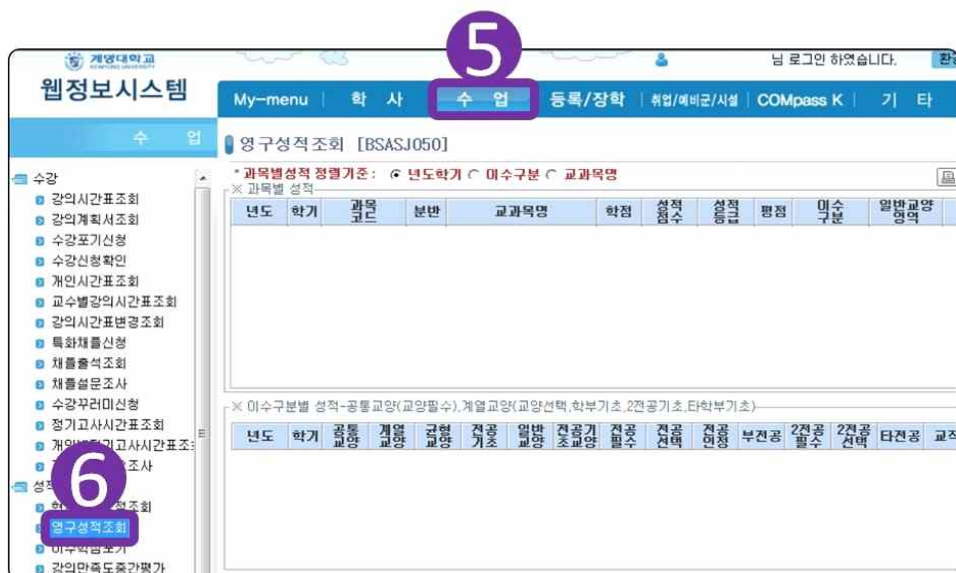 계명대학교
KEIMYUNG UNIVERSITY
웹정보시스템
5
님 로그인 하였습니다.
My-menu 학 사 수 업 등록/장학 취업/예비군/시설 COMpass K 기 타
수 업
영구성적조회 [BSASJ050]
* 과목별성적 정렬기준 : 년도학기 이수구분 교과목명
※ 과목별 성적
년도 학기 과목코드 분반 교과목명 학점 성적점수 성적등급 평점 이수구분 일반교양영역
수강
강의시간표조회
강의계획서조회
수강포기신청
수강신청확인
개인시간표조회
교수별강의시간표조회
강의시간표변경조회
특화채플신청
채플출석조회
채플설문조사
수강꾸러미신청
정기고사시간표조회
※ 이수구분별 성적-공통교양(교양필수),계열교양(교양선택,학부기초,2전공기초,타학부기초)
년도 학기 공통교양 계열교양 균형교양 전공기초 일반교양 전공기초교양 전공필수 전공선택 전공인정 부전공 2전공필수 2전공선택 타전공
6
영구성적조회
이수학점보기
강의만족도중간평가